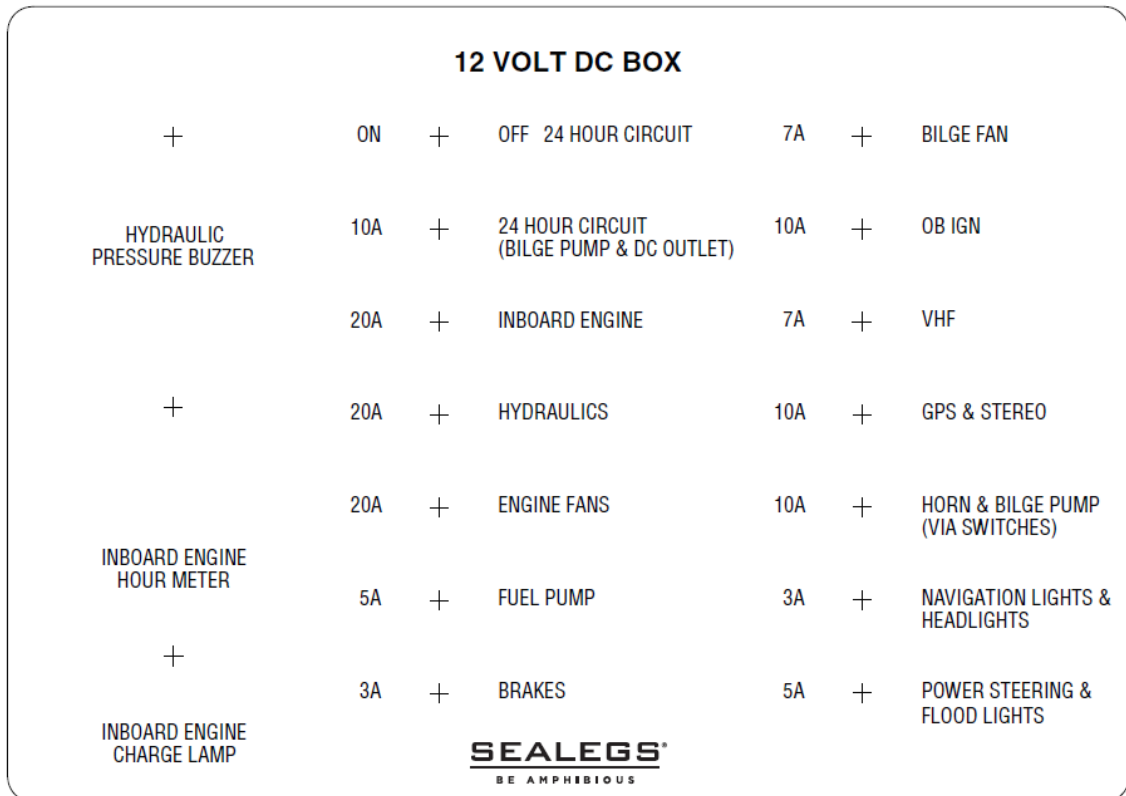 12 VOLT DC BOX
ON OFF 24 HOUR CIRCUIT 7A BILGE FAN
HYDRAULIC
PRESSURE BUZZER
10A 24 HOUR CIRCUIT
(BILGE PUMP & DC OUTLET)
10A OB IGN
20A INBOARD ENGINE 7A VHF
20A HYDRAULICS 10A GPS & STEREO
20A ENGINE FANS 10A HORN & BILGE PUMP
(VIA SWITCHES)
INBOARD ENGINE
HOUR METER
5A FUEL PUMP 3A NAVIGATION LIGHTS &
HEADLIGHTS
3A BRAKES 5A POWER STEERING &
FLOOD LIGHTS
INBOARD ENGINE
CHARGE LAMP
SEALEGS®
BE AMPHIBIOUS